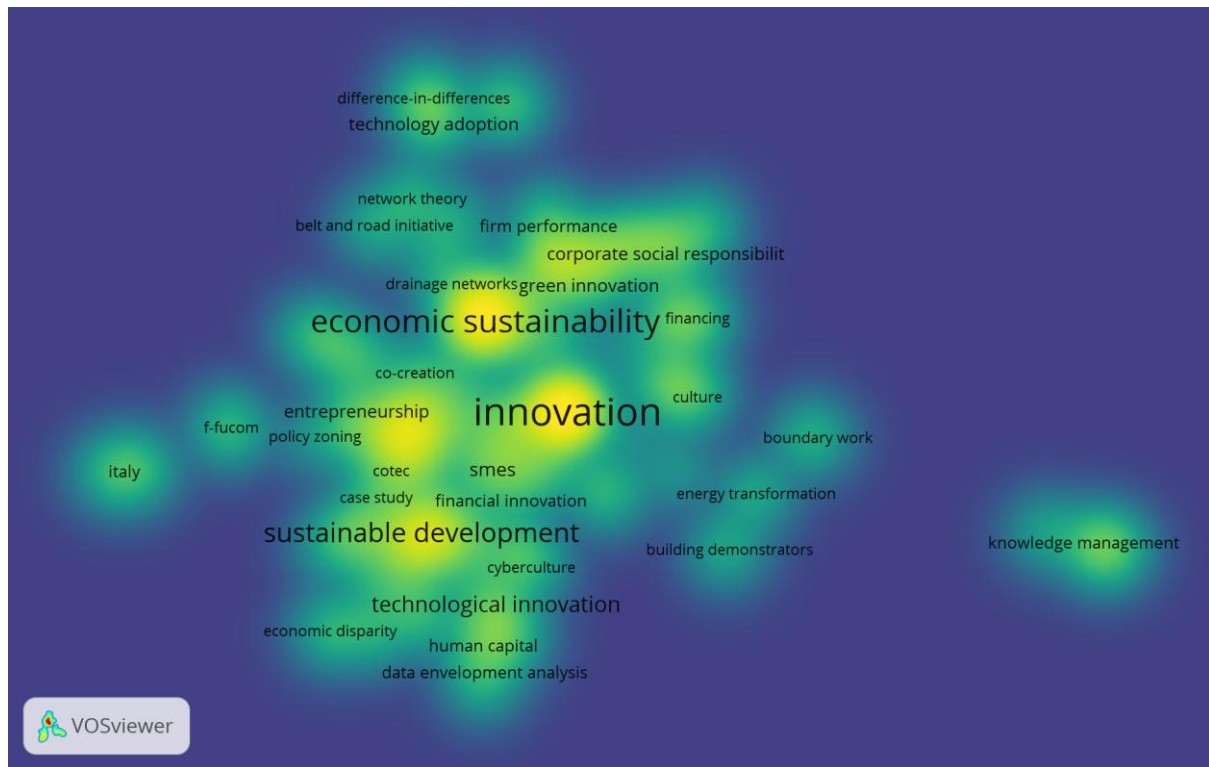 difference-in-differences
technology adoption
network theory
belt and road initiative
firm performance
corporate social responsibilit
drainage networks
green innovation
economic sustainability
financing
co-creation
culture
entrepreneurship
innovation
f-fucom
policy zoning
boundary work
italy
cotec
smes
case study
financial innovation
energy transformation
sustainable development
building demonstrators
knowledge management
cyberculture
technological innovation
economic disparity
human capital
data envelopment analysis
VOSviewer